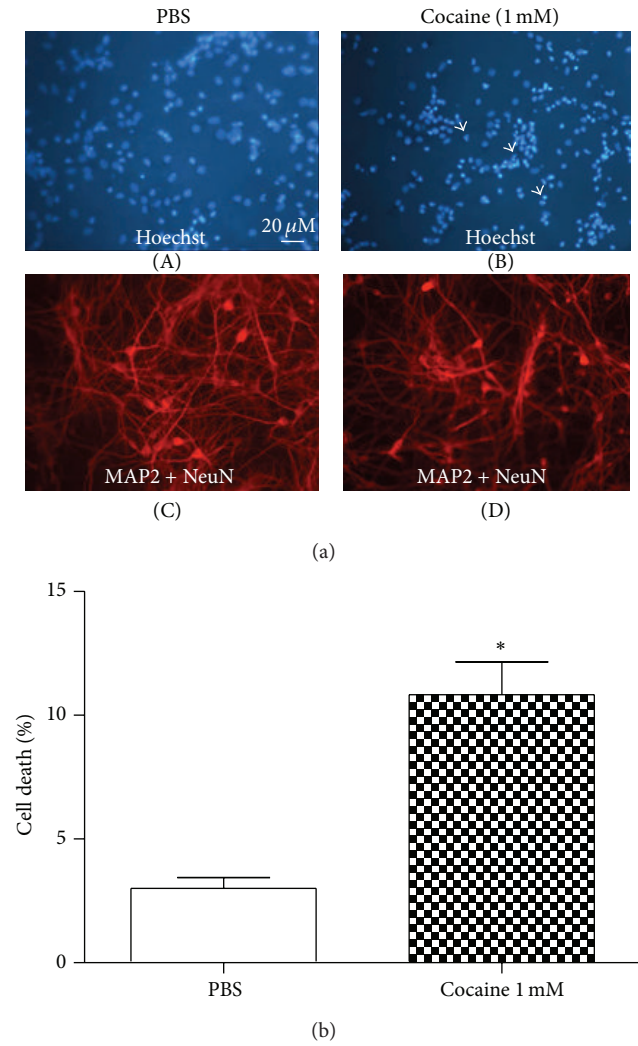 PBS
Cocaine (1 mM)
Hoechst
20 μM
Hoechst
(A)
(B)
MAP2 + NeuN
MAP2 + NeuN
(C)
(D)
(a)
15
10
5
0
Cell death (%)
*
PBS
Cocaine 1 mM
(b)